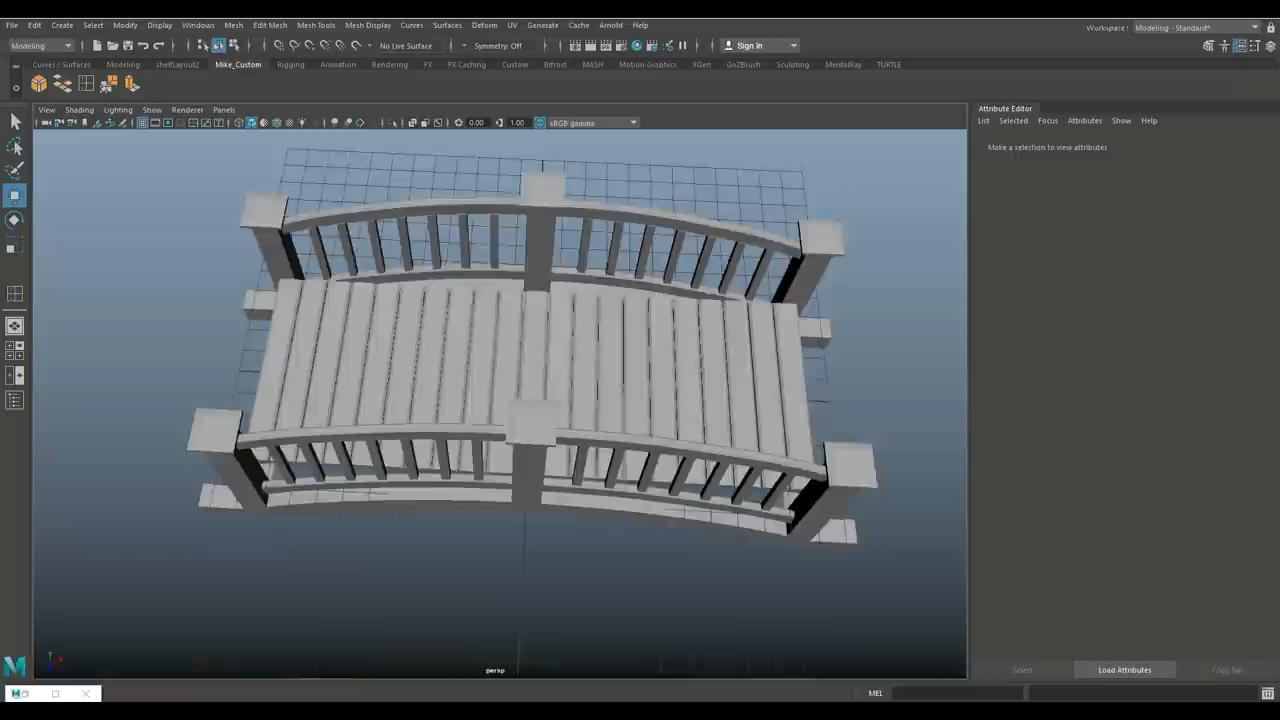 File Edit Create Select Modify Display Windows Mesh Edit Mesh Mesh Tools Mesh Display Curves Surfaces Deform UV Generate Cache Arnold Help
Workspace : Modeling - Standard*
Modeling No Live Surface Symmetry: Off Sign In
Curves / Surfaces Modeling shelfLayout2 Mike_Custom Rigging Animation Rendering FX FX Caching Custom Bifrost MASH Motion Graphics XGen GoZBrush Sculpting MentalRay TURTLE
View Shading Lighting Show Renderer Panels
0.00 1.00 sRGB gamma
Attribute Editor
List Selected Focus Attributes Show Help
Make a selection to view attributes
persp
Select Load Attributes Copy Tab
MEL